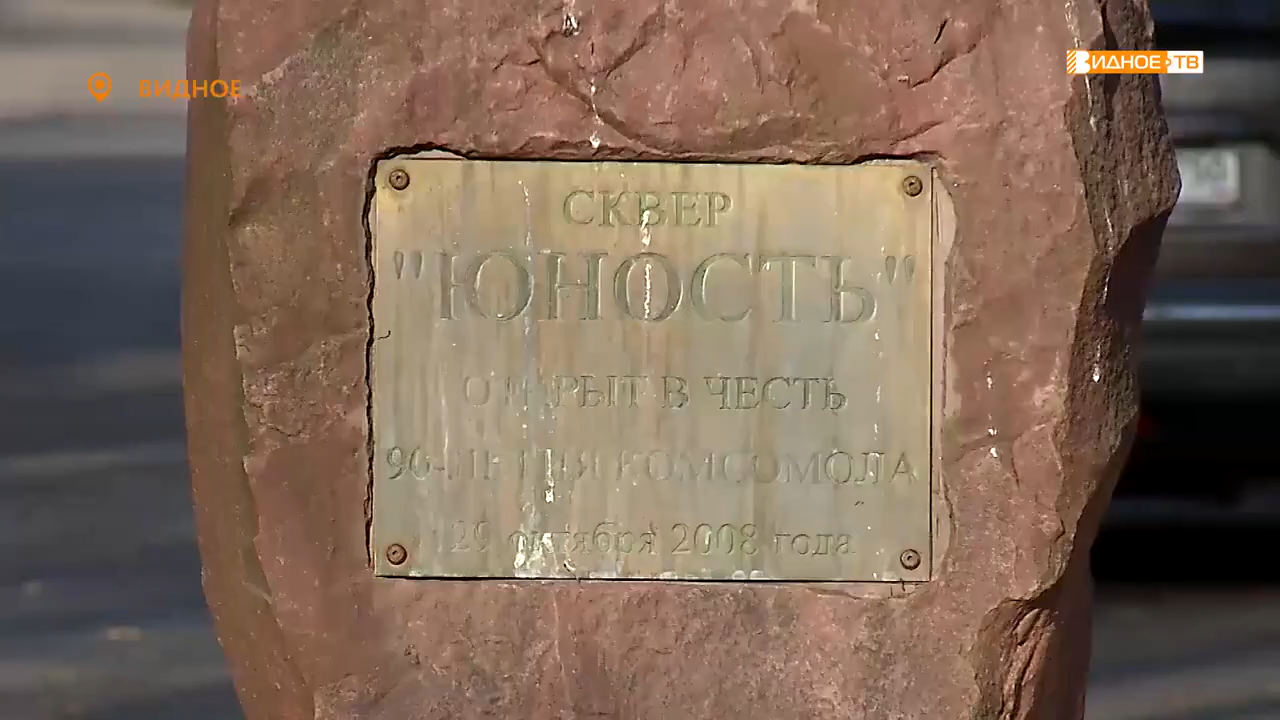 ВИДНОЕ
ВИДНОЕ ТВ
СКВЕР
"ЮНОСТЬ"
ОТКРЫТ В ЧЕСТЬ
90-ЛЕТИЯ КОМСОМОЛА
29 октября 2008 года